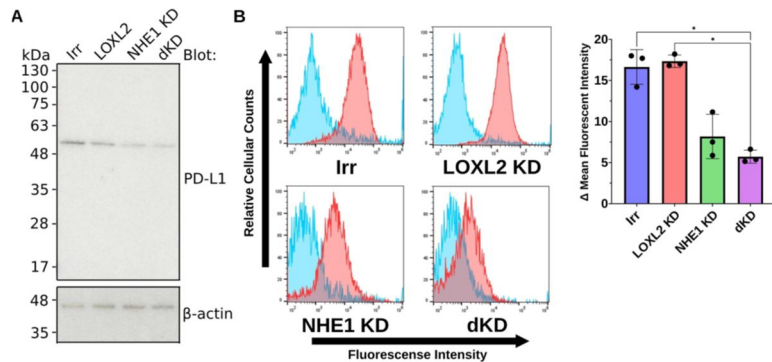 A
Irr
LOXL2
NHE1 KD
dKD
kDa
Blot:
130
100
75
63
48
35
28
17
PD-L1
48
35
β-actin
B
Relative Cellular Counts
Irr
LOXL2 KD
NHE1 KD
dKD
Fluorescense Intensity
Δ Mean Fluorescent Intensity
20
15
10
5
0
*
*
Irr
LOXL2 KD
NHE1 KD
dKD